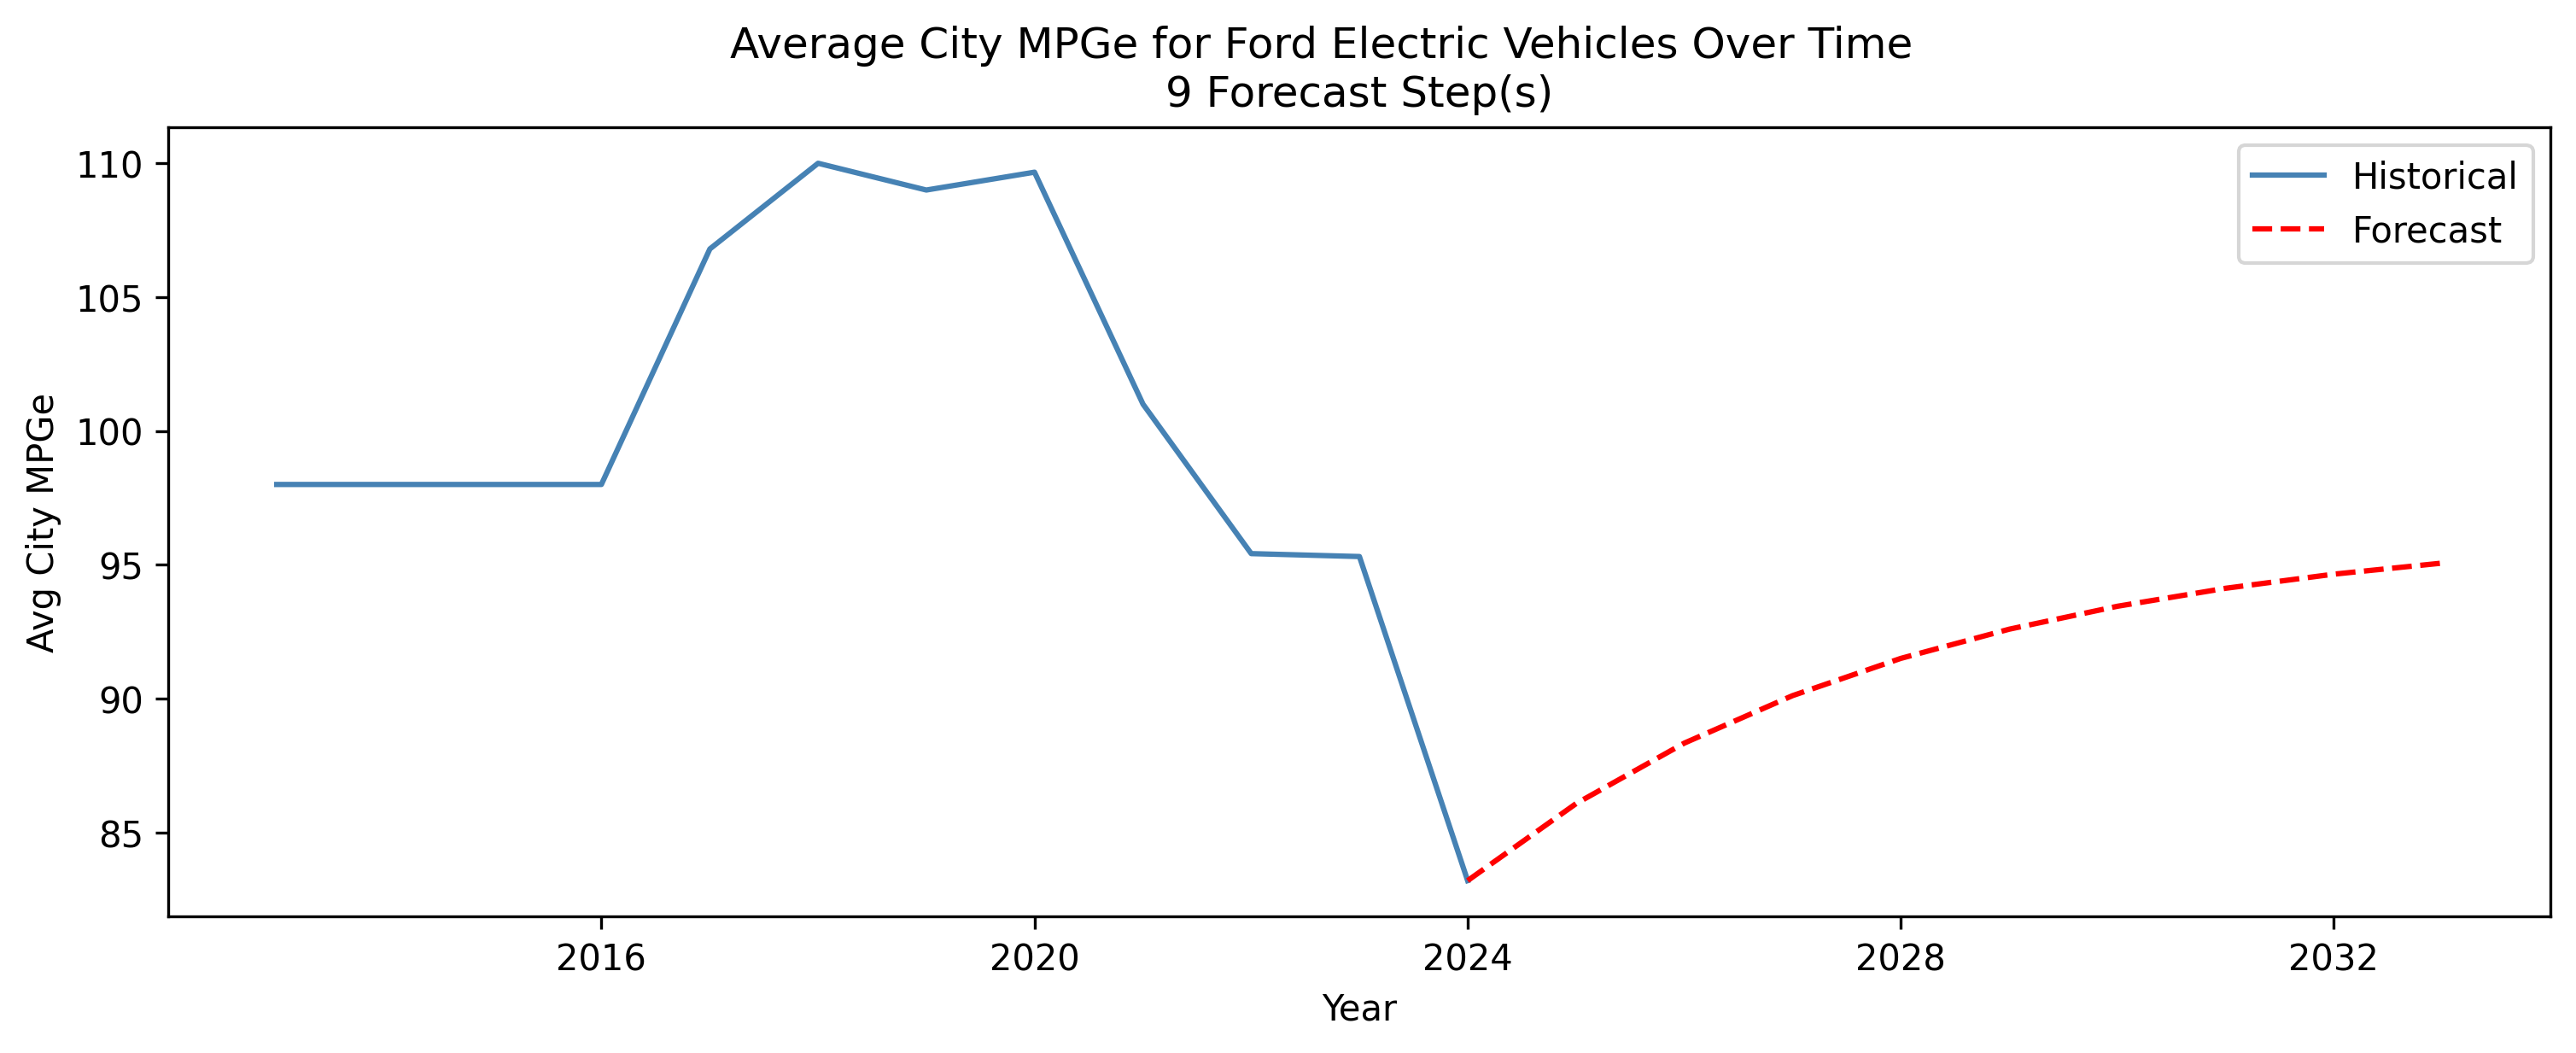 Average City MPGe for Ford Electric Vehicles Over Time
9 Forecast Step(s)
110
105
100
95
90
85
Avg City MPGe
Historical
Forecast
2016
2020
2024
2028
2032
Year